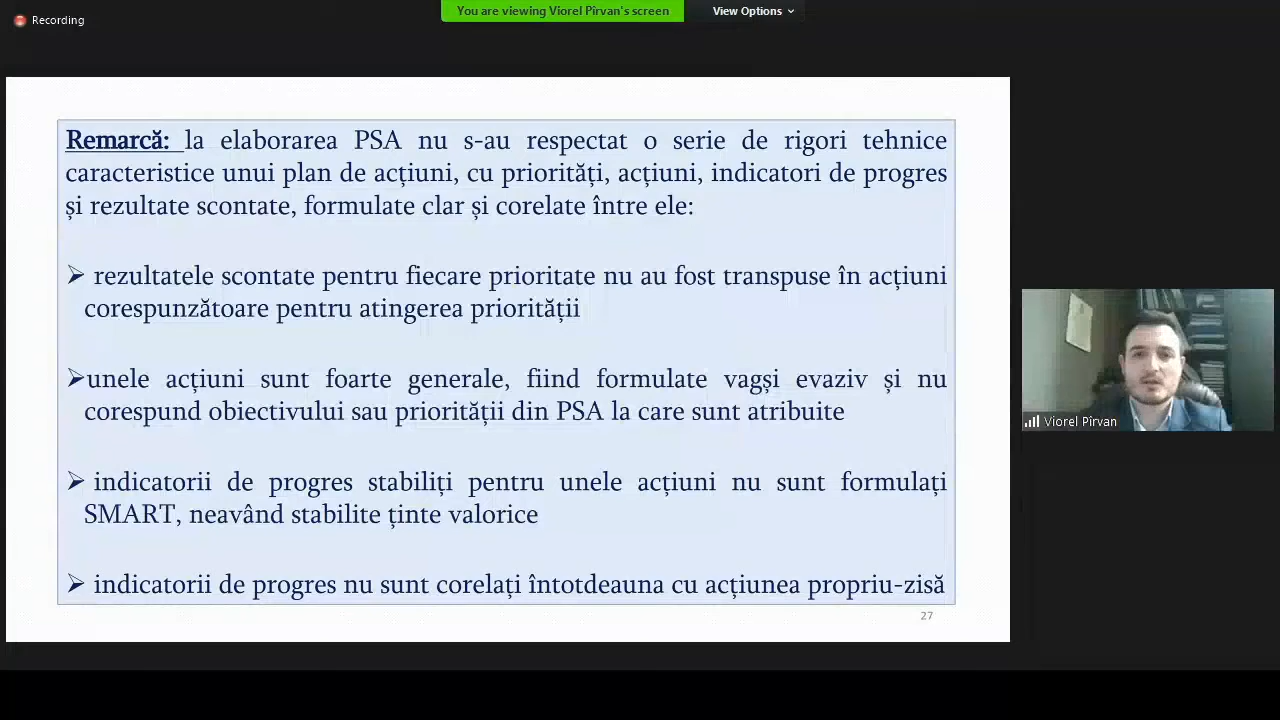 Recording
You are viewing Viorel Pîrvan's screen
View Options
Remarcă: la elaborarea PSA nu s-au respectat o serie de rigori tehnice
caracteristice unui plan de acțiuni, cu priorități, acțiuni, indicatori de progres
și rezultate scontate, formulate clar și corelate între ele:
➢ rezultatele scontate pentru fiecare prioritate nu au fost transpuse în acțiuni
corespunzătoare pentru atingerea priorității
➢unele acțiuni sunt foarte generale, fiind formulate vagși evaziv și nu
corespund obiectivului sau priorității din PSA la care sunt atribuite
➢ indicatorii de progres stabiliți pentru unele acțiuni nu sunt formulați
SMART, neavând stabilite ținte valorice
➢ indicatorii de progres nu sunt corelați întotdeauna cu acțiunea propriu-zisă
27
Viorel Pîrvan